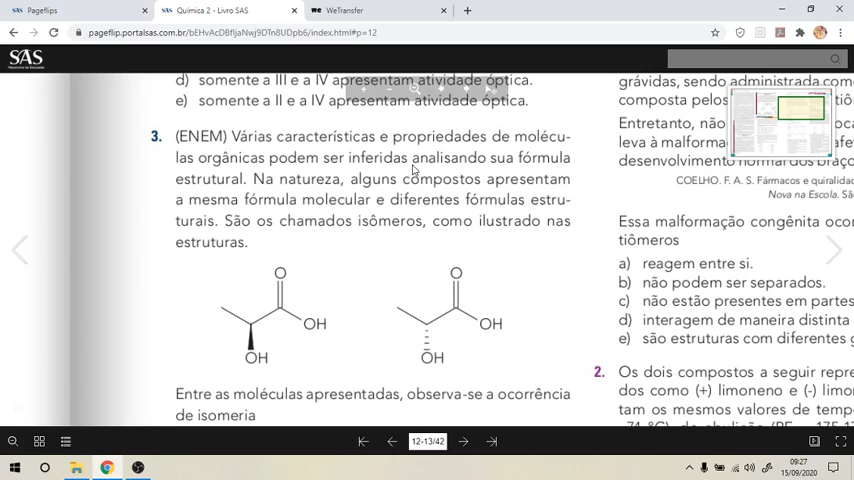 Pageflips
Química 2 - Livro SAS
WeTransfer
pageflip.portalsas.com.br/bEHvAcDBfIjaNwj9DTn8UDpb6/index.html#p=12
SAS
d) somente a III e a IV apresentam atividade óptica.
e) somente a II e a IV apresentam atividade óptica.
3. (ENEM) Várias características e propriedades de molécu-
las orgânicas podem ser inferidas analisando sua fórmula
estrutural. Na natureza, alguns compostos apresentam
a mesma fórmula molecular e diferentes fórmulas estru-
turais. São os chamados isômeros, como ilustrado nas
estruturas.
O
OH
OH
O
OH
OH
Entre as moléculas apresentadas, observa-se a ocorrência
de isomeria
grávidas, sendo administrada com
composta pelos
Entretanto, não
leva à malforma
desenvolvimento normal dos braço
COELHO. F. A. S. Fármacos e quiralida
Nova na Escola. Sã
Essa malformação congênita ocor
tiômeros
a) reagem entre si.
b) não podem ser separados.
c) não estão presentes em partes
d) interagem de maneira distinta
e) são estruturas com diferentes g
2. Os dois compostos a seguir repre
dos como (+) limoneno e (-) limor
tam os mesmos valores de tempe
12-13/42
09:27
15/09/2020